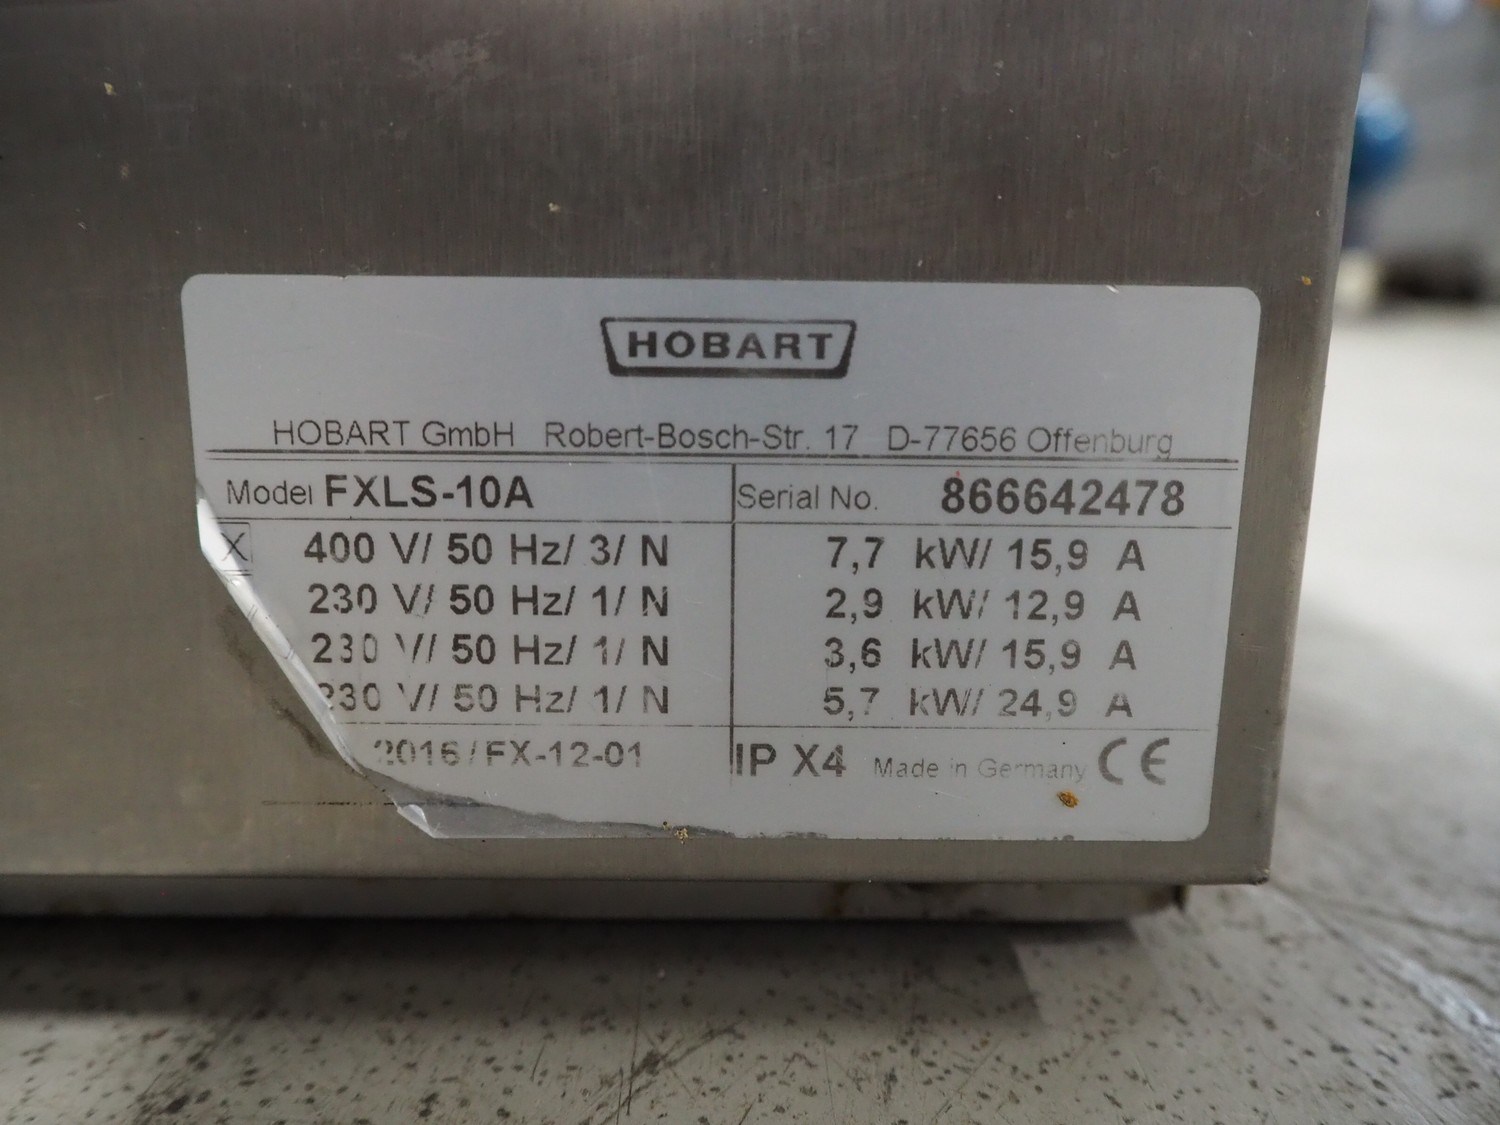 HOBART
HOBART GmbH Robert-Bosch-Str. 17 D-77656 Offenburg
Model FXLS-10A Serial No. 866642478
X 400 V/ 50 Hz/ 3/ N 7,7 kW/ 15,9 A
230 V/ 50 Hz/ 1/ N 2,9 kW/ 12,9 A
230 V/ 50 Hz/ 1/ N 3,6 kW/ 15,9 A
230 V/ 50 Hz/ 1/ N 5,7 kW/ 24,9 A
2016/FX-12-01 IP X4 Made in Germany CE